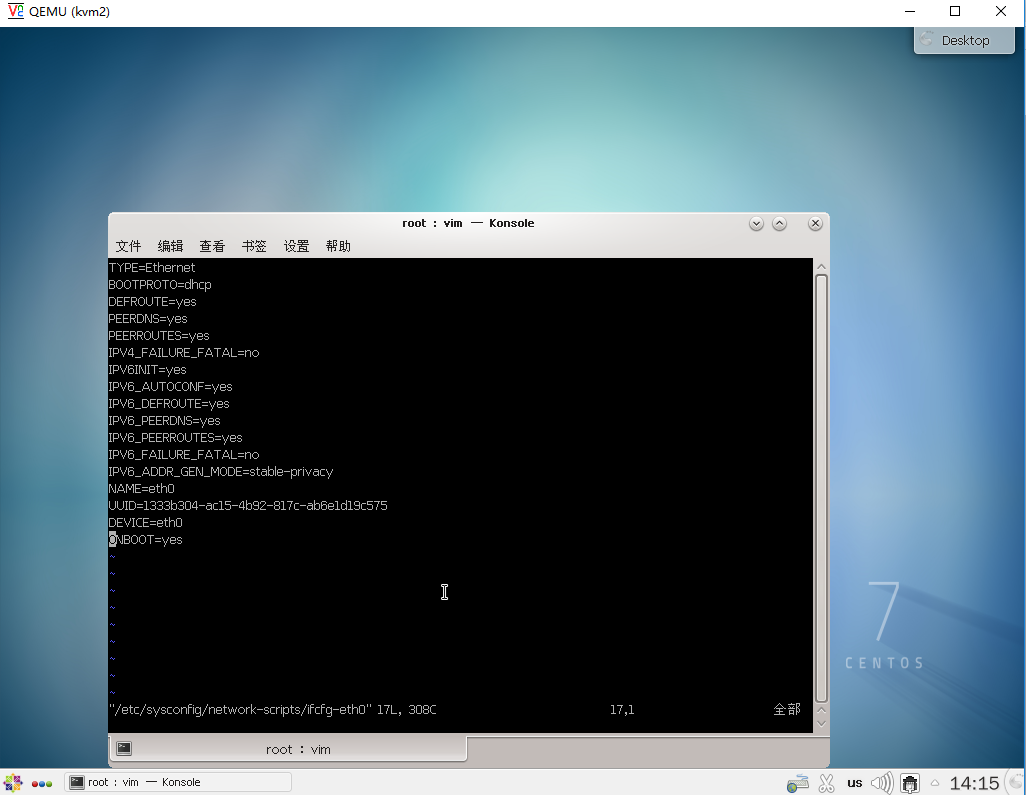 QEMU (kvm2)
Desktop
root : vim — Konsole
文件 编辑 查看 书签 设置 帮助
TYPE=Ethernet
BOOTPROTO=dhcp
DEFROUTE=yes
PEERDNS=yes
PEERROUTES=yes
IPV4_FAILURE_FATAL=no
IPV6INIT=yes
IPV6_AUTOCONF=yes
IPV6_DEFROUTE=yes
IPV6_PEERDNS=yes
IPV6_PEERROUTES=yes
IPV6_FAILURE_FATAL=no
IPV6_ADDR_GEN_MODE=stable-privacy
NAME=eth0
UUID=1333b304-ac15-4b92-817c-ab6e1d19c575
DEVICE=eth0
ONBOOT=yes
~
~
~
~
~
~
~
~
~
"/etc/sysconfig/network-scripts/ifcfg-eth0" 17L, 308C 17,1 全部
7
CENTOS
root : vim
root : vim — Konsole us 14:15